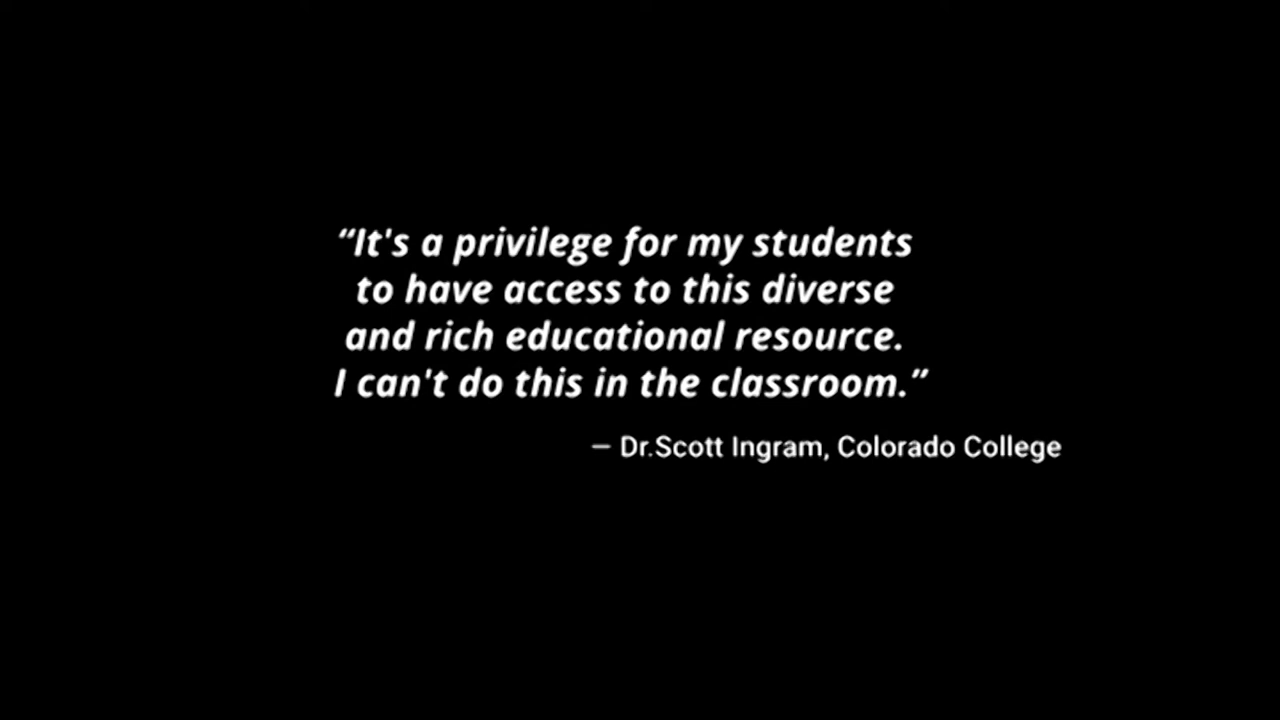 “It's a privilege for my students
to have access to this diverse
and rich educational resource.
I can't do this in the classroom.”
– Dr.Scott Ingram, Colorado College